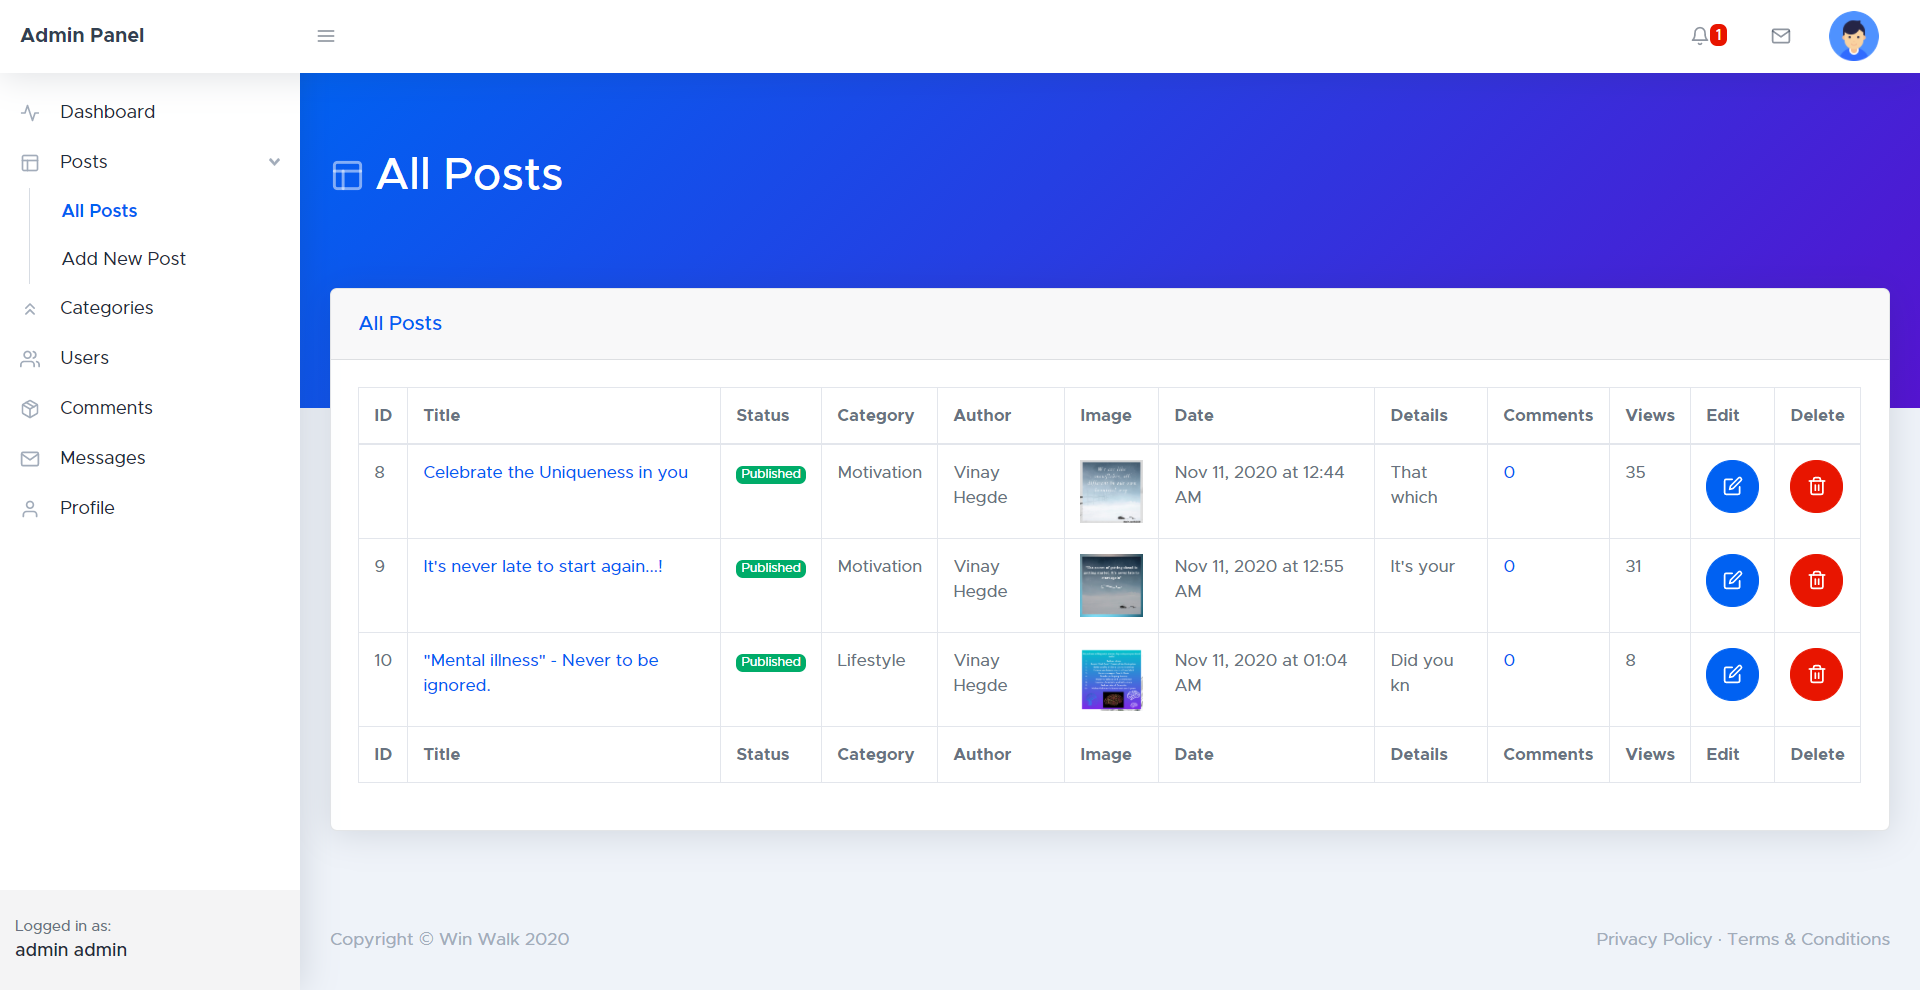 Admin Panel
1
Dashboard
Posts
All Posts
Add New Post
Categories
Users
Comments
Messages
Profile
Logged in as:
admin admin
All Posts
All Posts
ID Title Status Category Author Image Date Details Comments Views Edit Delete
8 Celebrate the Uniqueness in you Published Motivation Vinay Nov 11, 2020 at 12:44 That 0 35
Hegde AM which
9 It's never late to start again...! Published Motivation Vinay Nov 11, 2020 at 12:55 It's your 0 31
Hegde AM
10 "Mental illness" - Never to be Published Lifestyle Vinay Nov 11, 2020 at 01:04 Did you 0 8
ignored. Hegde AM kn
ID Title Status Category Author Image Date Details Comments Views Edit Delete
Copyright © Win Walk 2020
Privacy Policy · Terms & Conditions